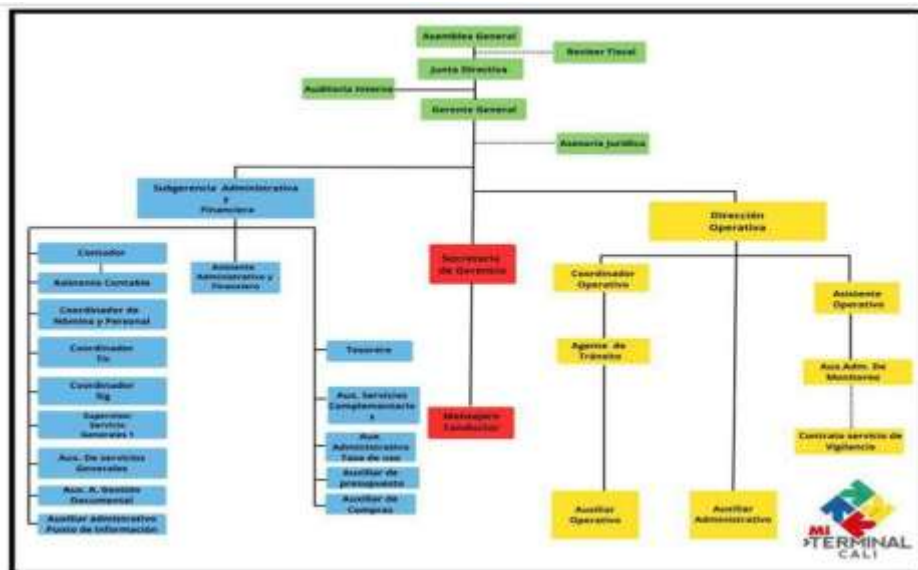 Asamblea General
Revisor Fiscal
Junta Directiva
Auditoria Interna
Gerente General
Asesoria Juridica
Subgerencia Administrativa
y
Financiera
Dirección
Operativa
Contador
Asistente Contable
Coordinador de
Nómina y Personal
Coordinador
Tic
Coordinador
Sig
Supervisor
Servicio
Generales 1
Aux. De servicios
Generales
Aux. A. Gestión
Documental
Auxiliar administrativo
Punto de Información
Asistente
Administrativa y
Financiero
Tesorero
Aux. Servicios
Complementario
s
Aux.
Administrativo
Tasa de uso
Auxiliar de
presupuesto
Auxiliar de
Compras
Secretaria
de Gerencia
Mensajero
Conductor
Coordinador
Operativo
Agente de
Tránsito
Auxiliar
Operativo
Auxiliar
Administrativo
Asistente
Operativo
Aux.Adm. De
Monitoreo
Contrato servicio de
Vigilancia
MI
TERMINAL
CALI